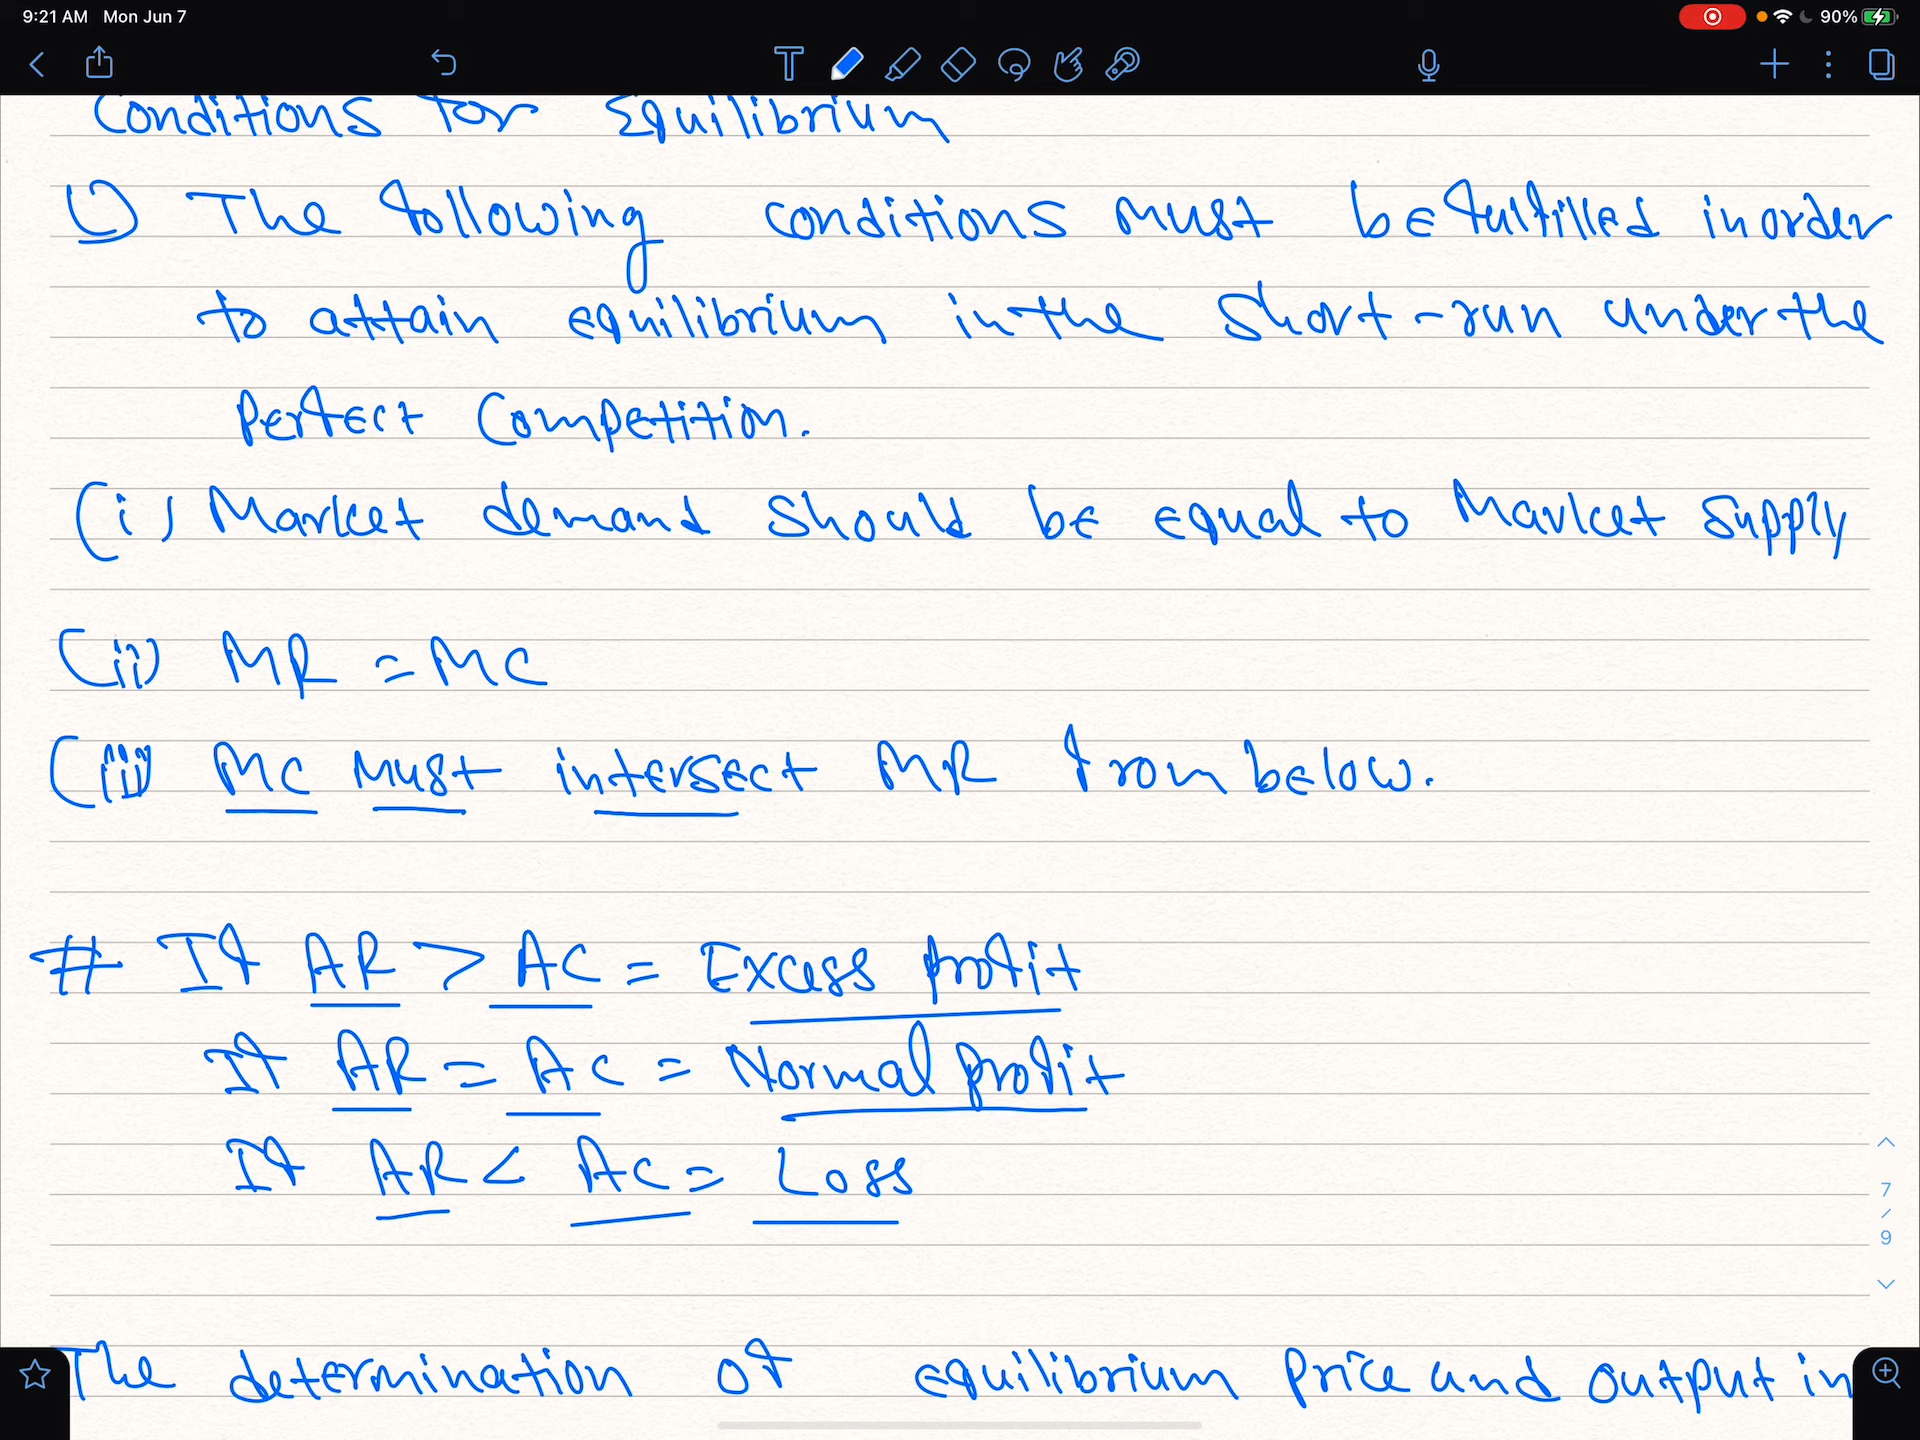 9:21 AM Mon Jun 7
90%
Conditions for Equilibrium
1) The following conditions must be fulfilled in order
to attain equilibrium in the short-run under the
perfect Competition.
(i) Market demand should be equal to Market supply
(ii) MR = MC
(iii) MC must intersect MR from below.
# If AR > AC = Excess profit
If AR = AC = Normal profit
If AR < AC = Loss
7
/
9
The determination of equilibrium price and output in